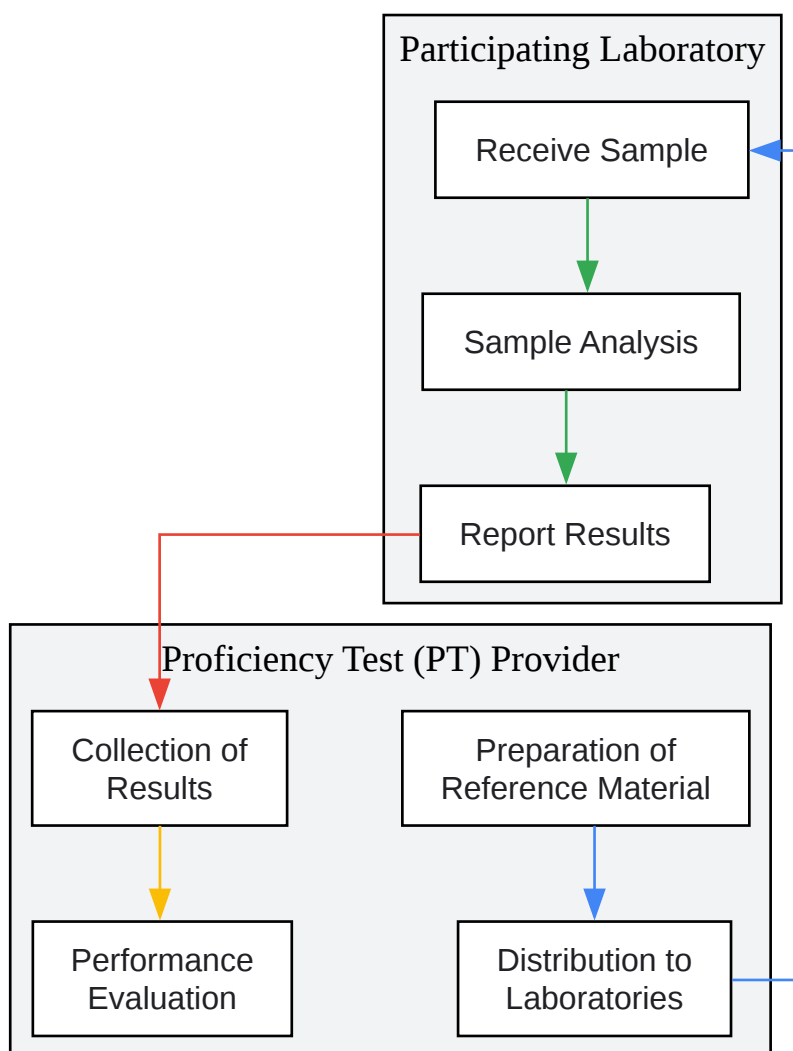 Participating Laboratory
Receive Sample
Sample Analysis
Report Results
Proficiency Test (PT) Provider
Collection of
Results
Preparation of
Reference Material
Performance
Evaluation
Distribution to
Laboratories